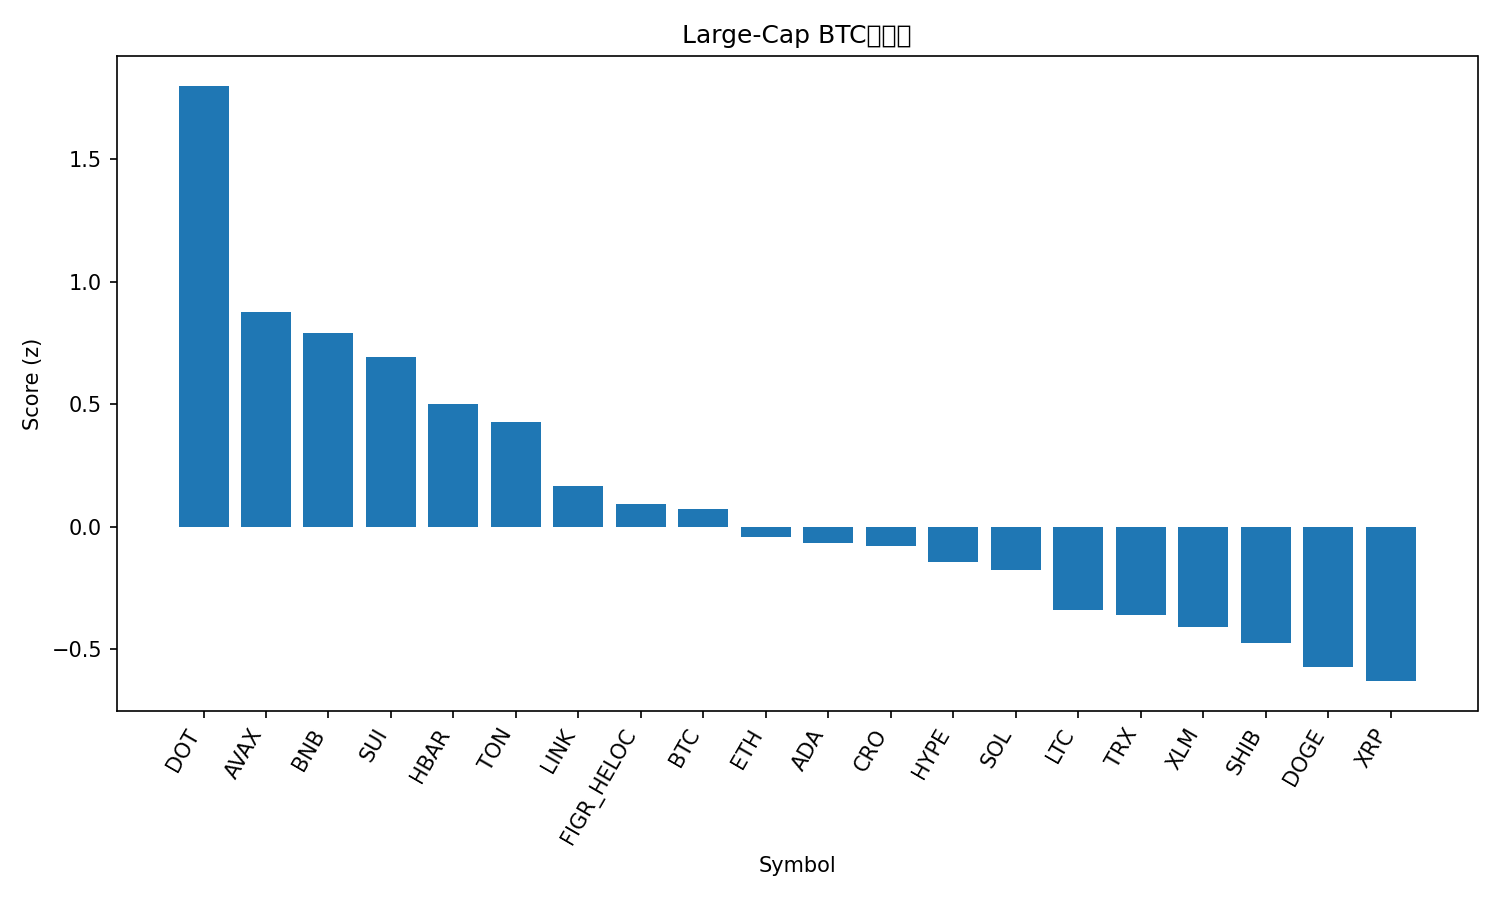 Large-Cap BTC
Score (z)
1.5
1.0
0.5
0.0
−0.5
DOT
AVAX
BNB
SUI
HBAR
TON
LINK
FIGR_HELOC
BTC
ETH
ADA
CRO
HYPE
SOL
LTC
TRX
XLM
SHIB
DOGE
XRP
Symbol